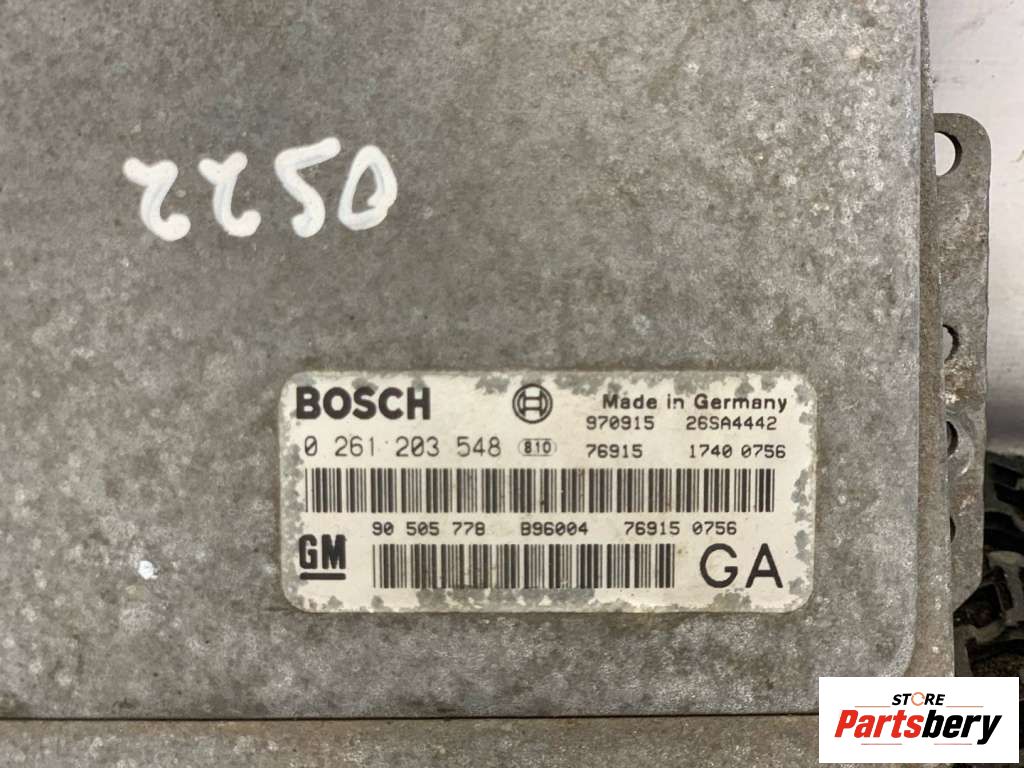 2250
BOSCH Made in Germany
970915 26SA4442
0 261 203 548 810 76915 1740 0756
90 505 778 B96004 76915 0756
GM GA
STORE
Partsbery